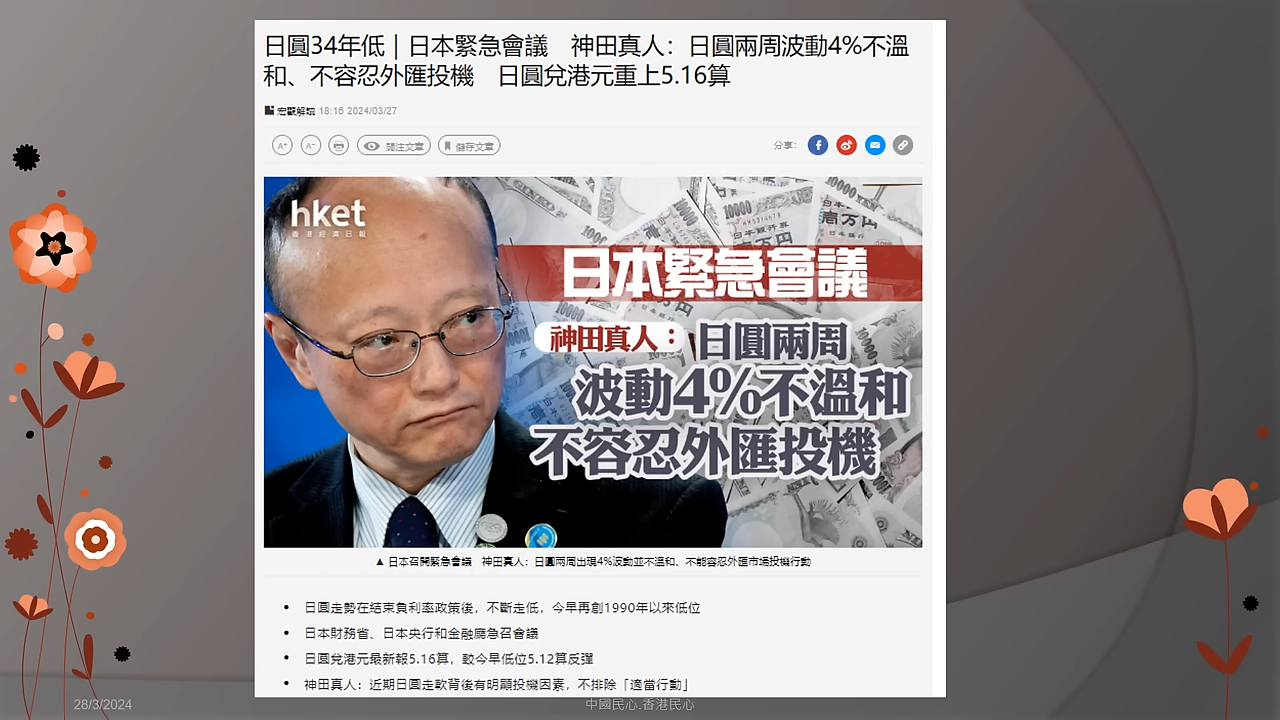 日圓34年低｜日本緊急會議　神田真人：日圓兩周波動4%不溫
和、不容忍外匯投機　日圓兌港元重上5.16算
宏觀解讀 18:16 2024/03/27
A+ A- 關注文章 儲存文章 分享：
hket
香港經濟日報
日本緊急會議
神田真人：日圓兩周
波動4%不溫和
不容忍外匯投機
▲ 日本召開緊急會議　神田真人：日圓兩周出現4%波動並不溫和、不能容忍外匯市場投機行動
• 日圓走勢在結束負利率政策後，不斷走低，今早再創1990年以來低位
• 日本財務省、日本央行和金融廳急召會議
• 日圓兌港元最新報5.16算，較今早低位5.12算反彈
• 神田真人：近期日圓走軟背後有明顯投機因素，不排除「適當行動」
28/3/2024
中國民心.香港民心